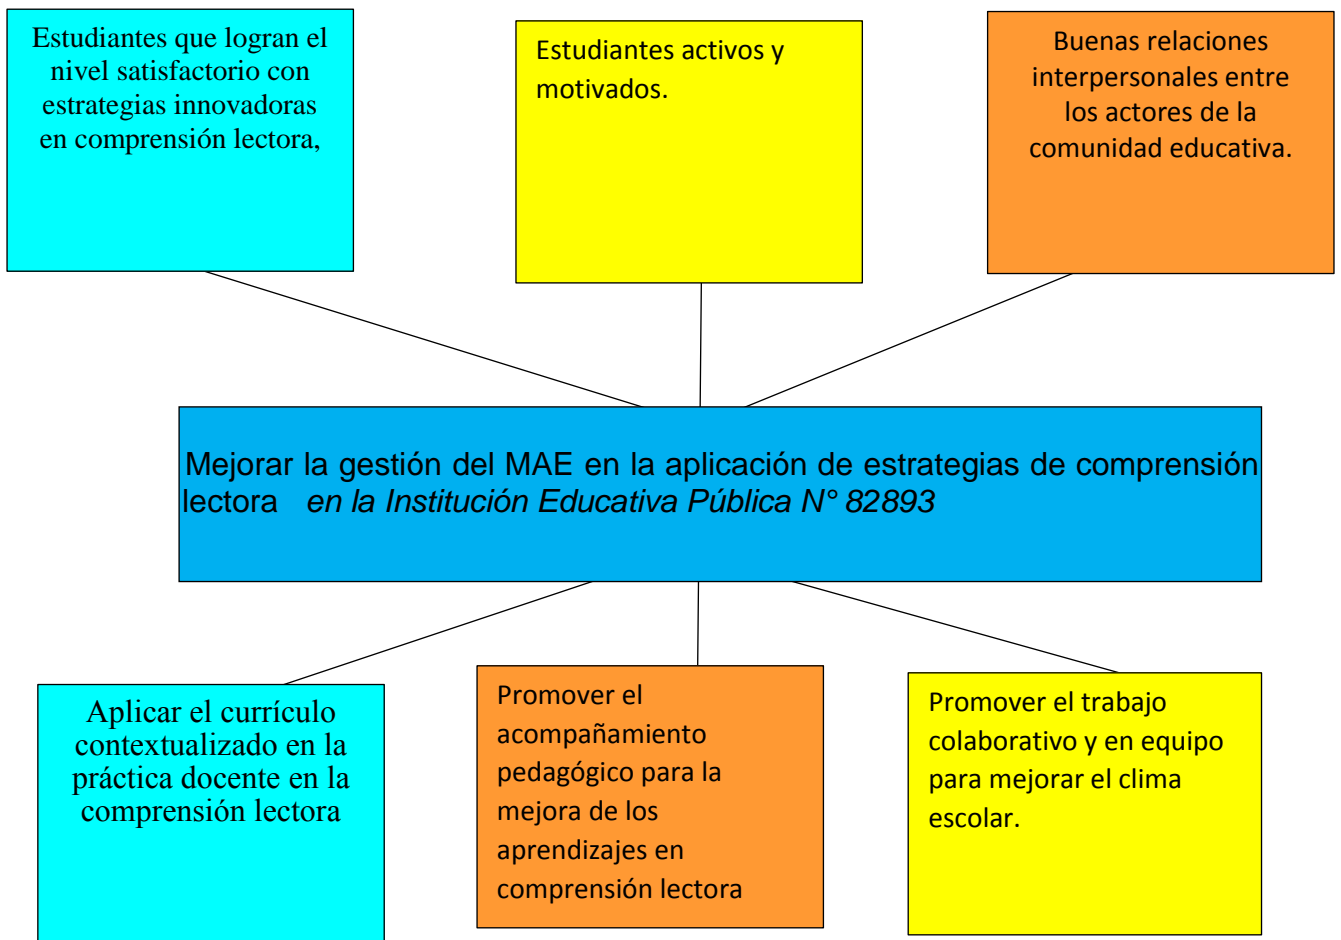 Estudiantes que logran el
nivel satisfactorio con
estrategias innovadoras
en comprensión lectora,
Estudiantes activos y
motivados.
Buenas relaciones
interpersonales entre
los actores de la
comunidad educativa.
Mejorar la gestión del MAE en la aplicación de estrategias de comprensión
lectora en la Institución Educativa Pública N° 82893
Aplicar el currículo
contextualizado en la
práctica docente en la
comprensión lectora
Promover el
acompañamiento
pedagógico para la
mejora de los
aprendizajes en
comprensión lectora
Promover el trabajo
colaborativo y en equipo
para mejorar el clima
escolar.